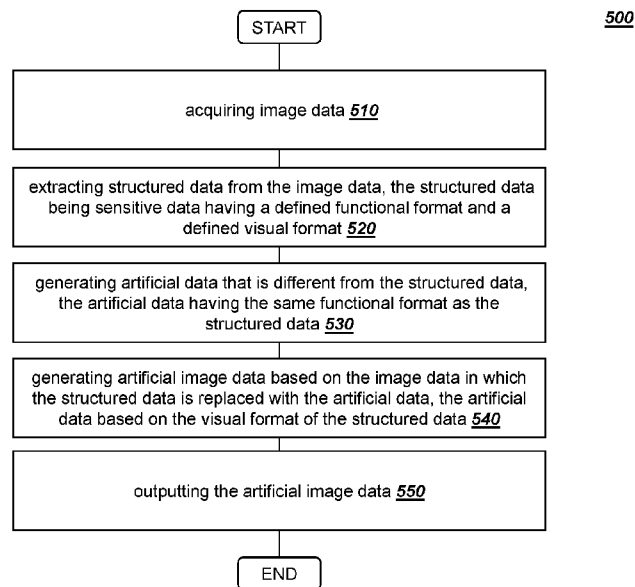 START
500
acquiring image data 510
extracting structured data from the image data, the structured data
being sensitive data having a defined functional format and a
defined visual format 520
generating artificial data that is different from the structured data,
the artificial data having the same functional format as the
structured data 530
generating artificial image data based on the image data in which
the structured data is replaced with the artificial data, the artificial
data based on the visual format of the structured data 540
outputting the artificial image data 550
END